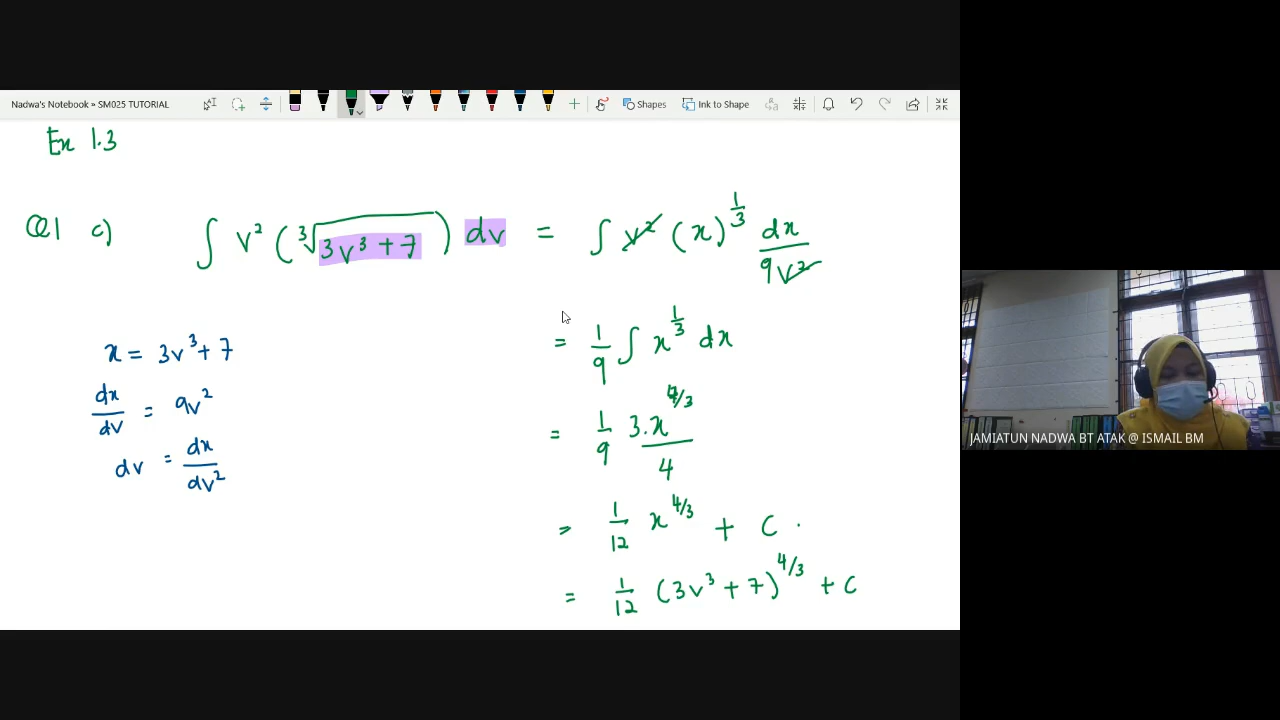 Nadwa's Notebook » SM025 TUTORIAL
Shapes
Ink to Shape
Ex 1.3
Q1 c) ∫ v² (∛(3v³ + 7)) dv = ∫ v² (x)^(1/3) dx/9v²
x = 3v³ + 7
dx/dv = 9v²
dv = dx/dv²
= 1/9 ∫ x^(1/3) dx
= 1/9 3.x^(4/3)/4
= 1/12 x^(4/3) + C .
= 1/12 (3v³ + 7)^(4/3) + C
JAMIATUN NADWA BT ATAK @ ISMAIL BM